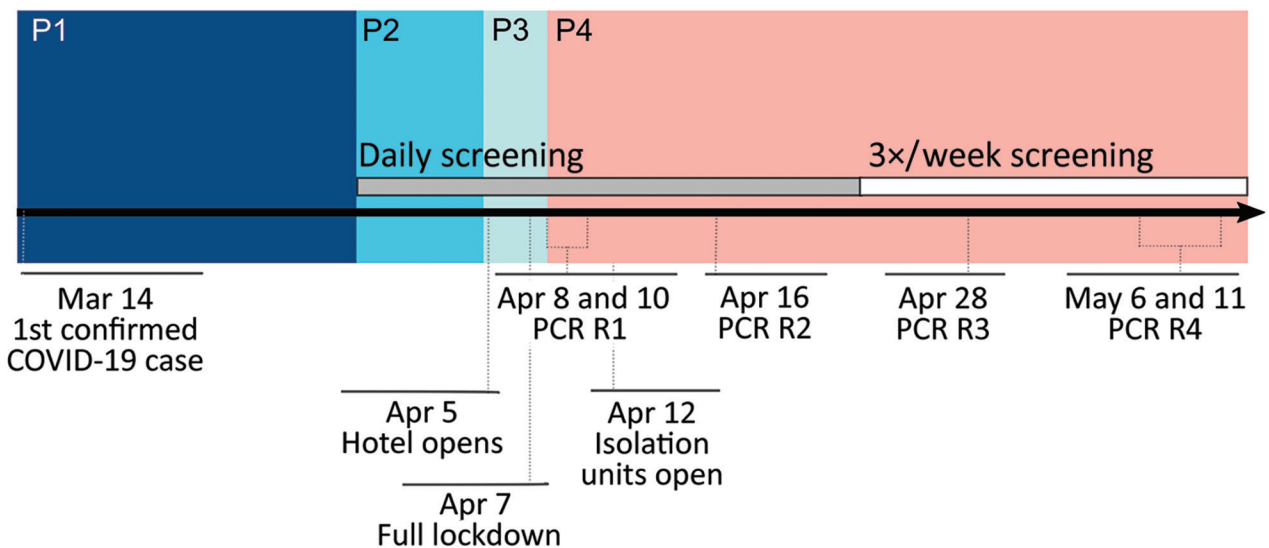 P1
P2
P3
P4
Daily screening
3×/week screening
Mar 14
1st confirmed
COVID-19 case
Apr 8 and 10
PCR R1
Apr 16
PCR R2
Apr 28
PCR R3
May 6 and 11
PCR R4
Apr 5
Hotel opens
Apr 12
Isolation
units open
Apr 7
Full lockdown